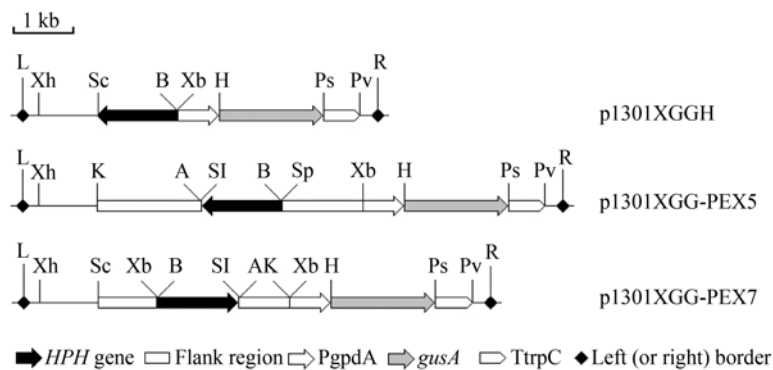 1 kb
L Xh Sc B Xb H Ps Pv R
p1301XGGH
L Xh K A SI B Sp Xb H Ps Pv R
p1301XGG-PEX5
L Xh Sc Xb B SI AK Xb H Ps Pv R
p1301XGG-PEX7
HPH gene Flank region PgpdA gusA TtrpC Left (or right) border